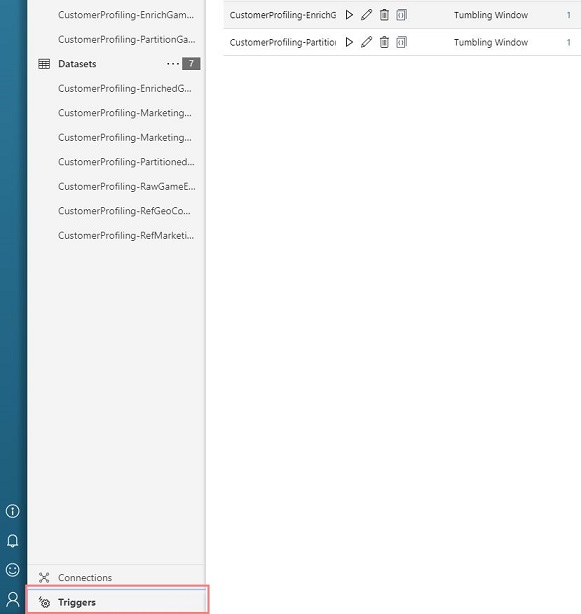 CustomerProfiling-EnrichGam...
CustomerProfiling-PartitionGa...
Datasets ... 7
CustomerProfiling-EnrichedG...
CustomerProfiling-Marketing...
CustomerProfiling-Marketing...
CustomerProfiling-Partitioned...
CustomerProfiling-RawGameE...
CustomerProfiling-RefGeoCo...
CustomerProfiling-RefMarketi...
Connections
Triggers
CustomerProfiling-EnrichG Tumbling Window 1
CustomerProfiling-Partitio Tumbling Window 1